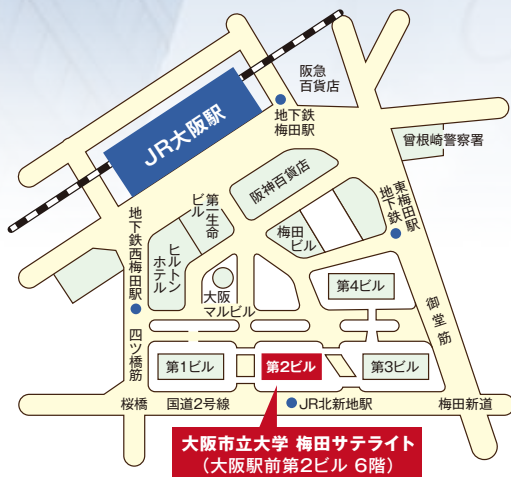 阪急
百貨店
地下鉄
梅田駅
JR大阪駅
曾根崎警察署
阪神百貨店
第一生命
ビル
地下鉄
東梅田駅
梅田
ビル
地下鉄西梅田駅
ヒルトン
ホテル
大阪
マルビル
第4ビル
御堂筋
四ツ橋筋
第1ビル
第2ビル
第3ビル
桜橋
国道2号線
JR北新地駅
梅田新道
大阪市立大学 梅田サテライト
（大阪駅前第2ビル 6階）